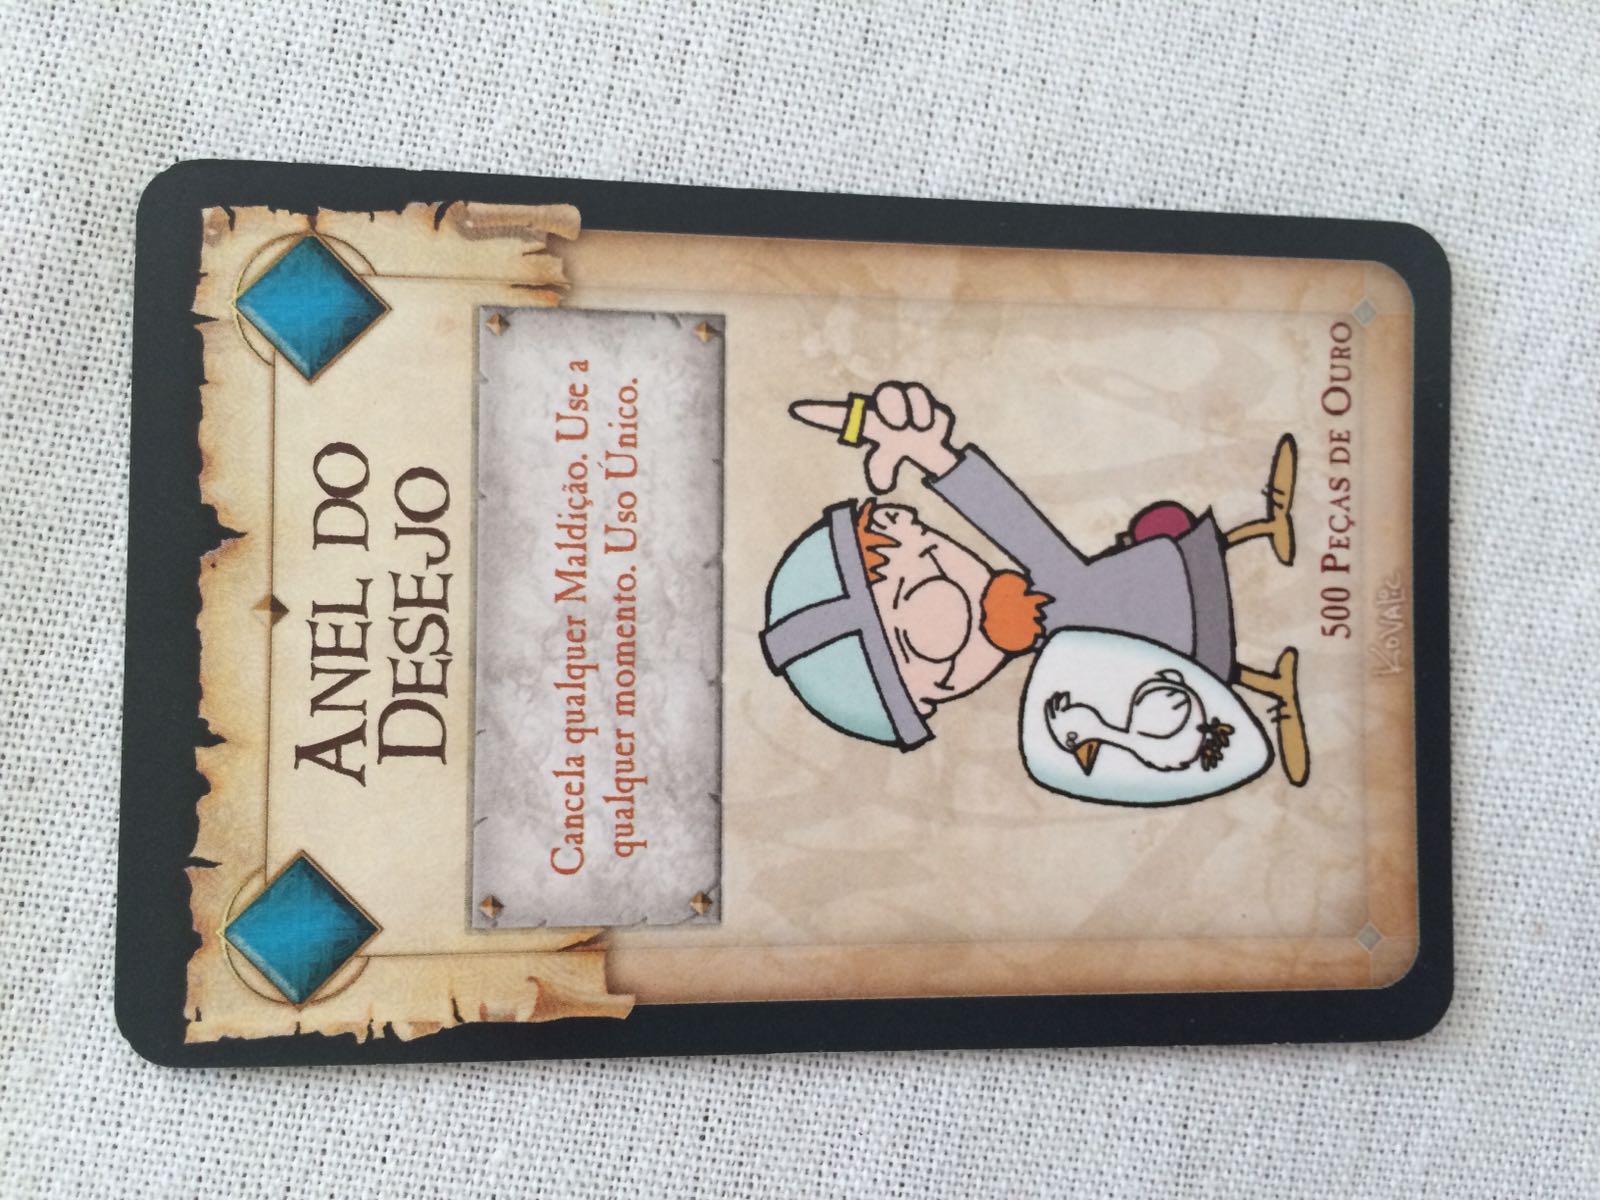 Anel do
Desejo
Cancela qualquer Maldição. Use a
qualquer momento. Uso Único.
500 Peças de Ouro
Kovalic